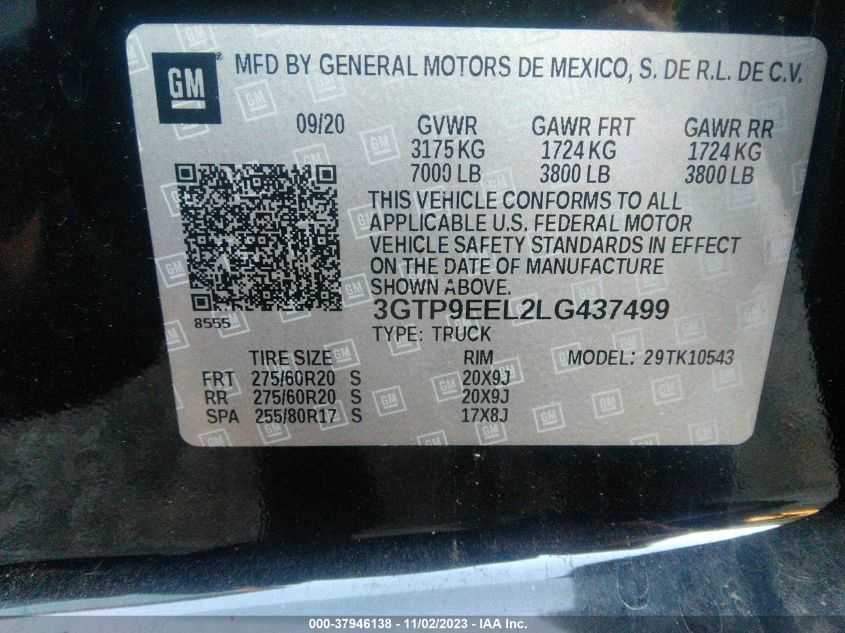 GM ® MFD BY GENERAL MOTORS DE MEXICO, S. DE R.L. DE C.V.
09/20 GVWR GAWR FRT GAWR RR
3175 KG 1724 KG 1724 KG
7000 LB 3800 LB 3800 LB
THIS VEHICLE CONFORMS TO ALL
APPLICABLE U.S. FEDERAL MOTOR
VEHICLE SAFETY STANDARDS IN EFFECT
ON THE DATE OF MANUFACTURE
SHOWN ABOVE.
8555 3GTP9EEL2LG437499
TYPE: TRUCK
TIRE SIZE RIM MODEL: 29TK10543
FRT 275/60R20 S 20X9J
RR 275/60R20 S 20X9J
SPA 255/80R17 S 17X8J
000-37946138 - 11/02/2023 - © IAA Inc.